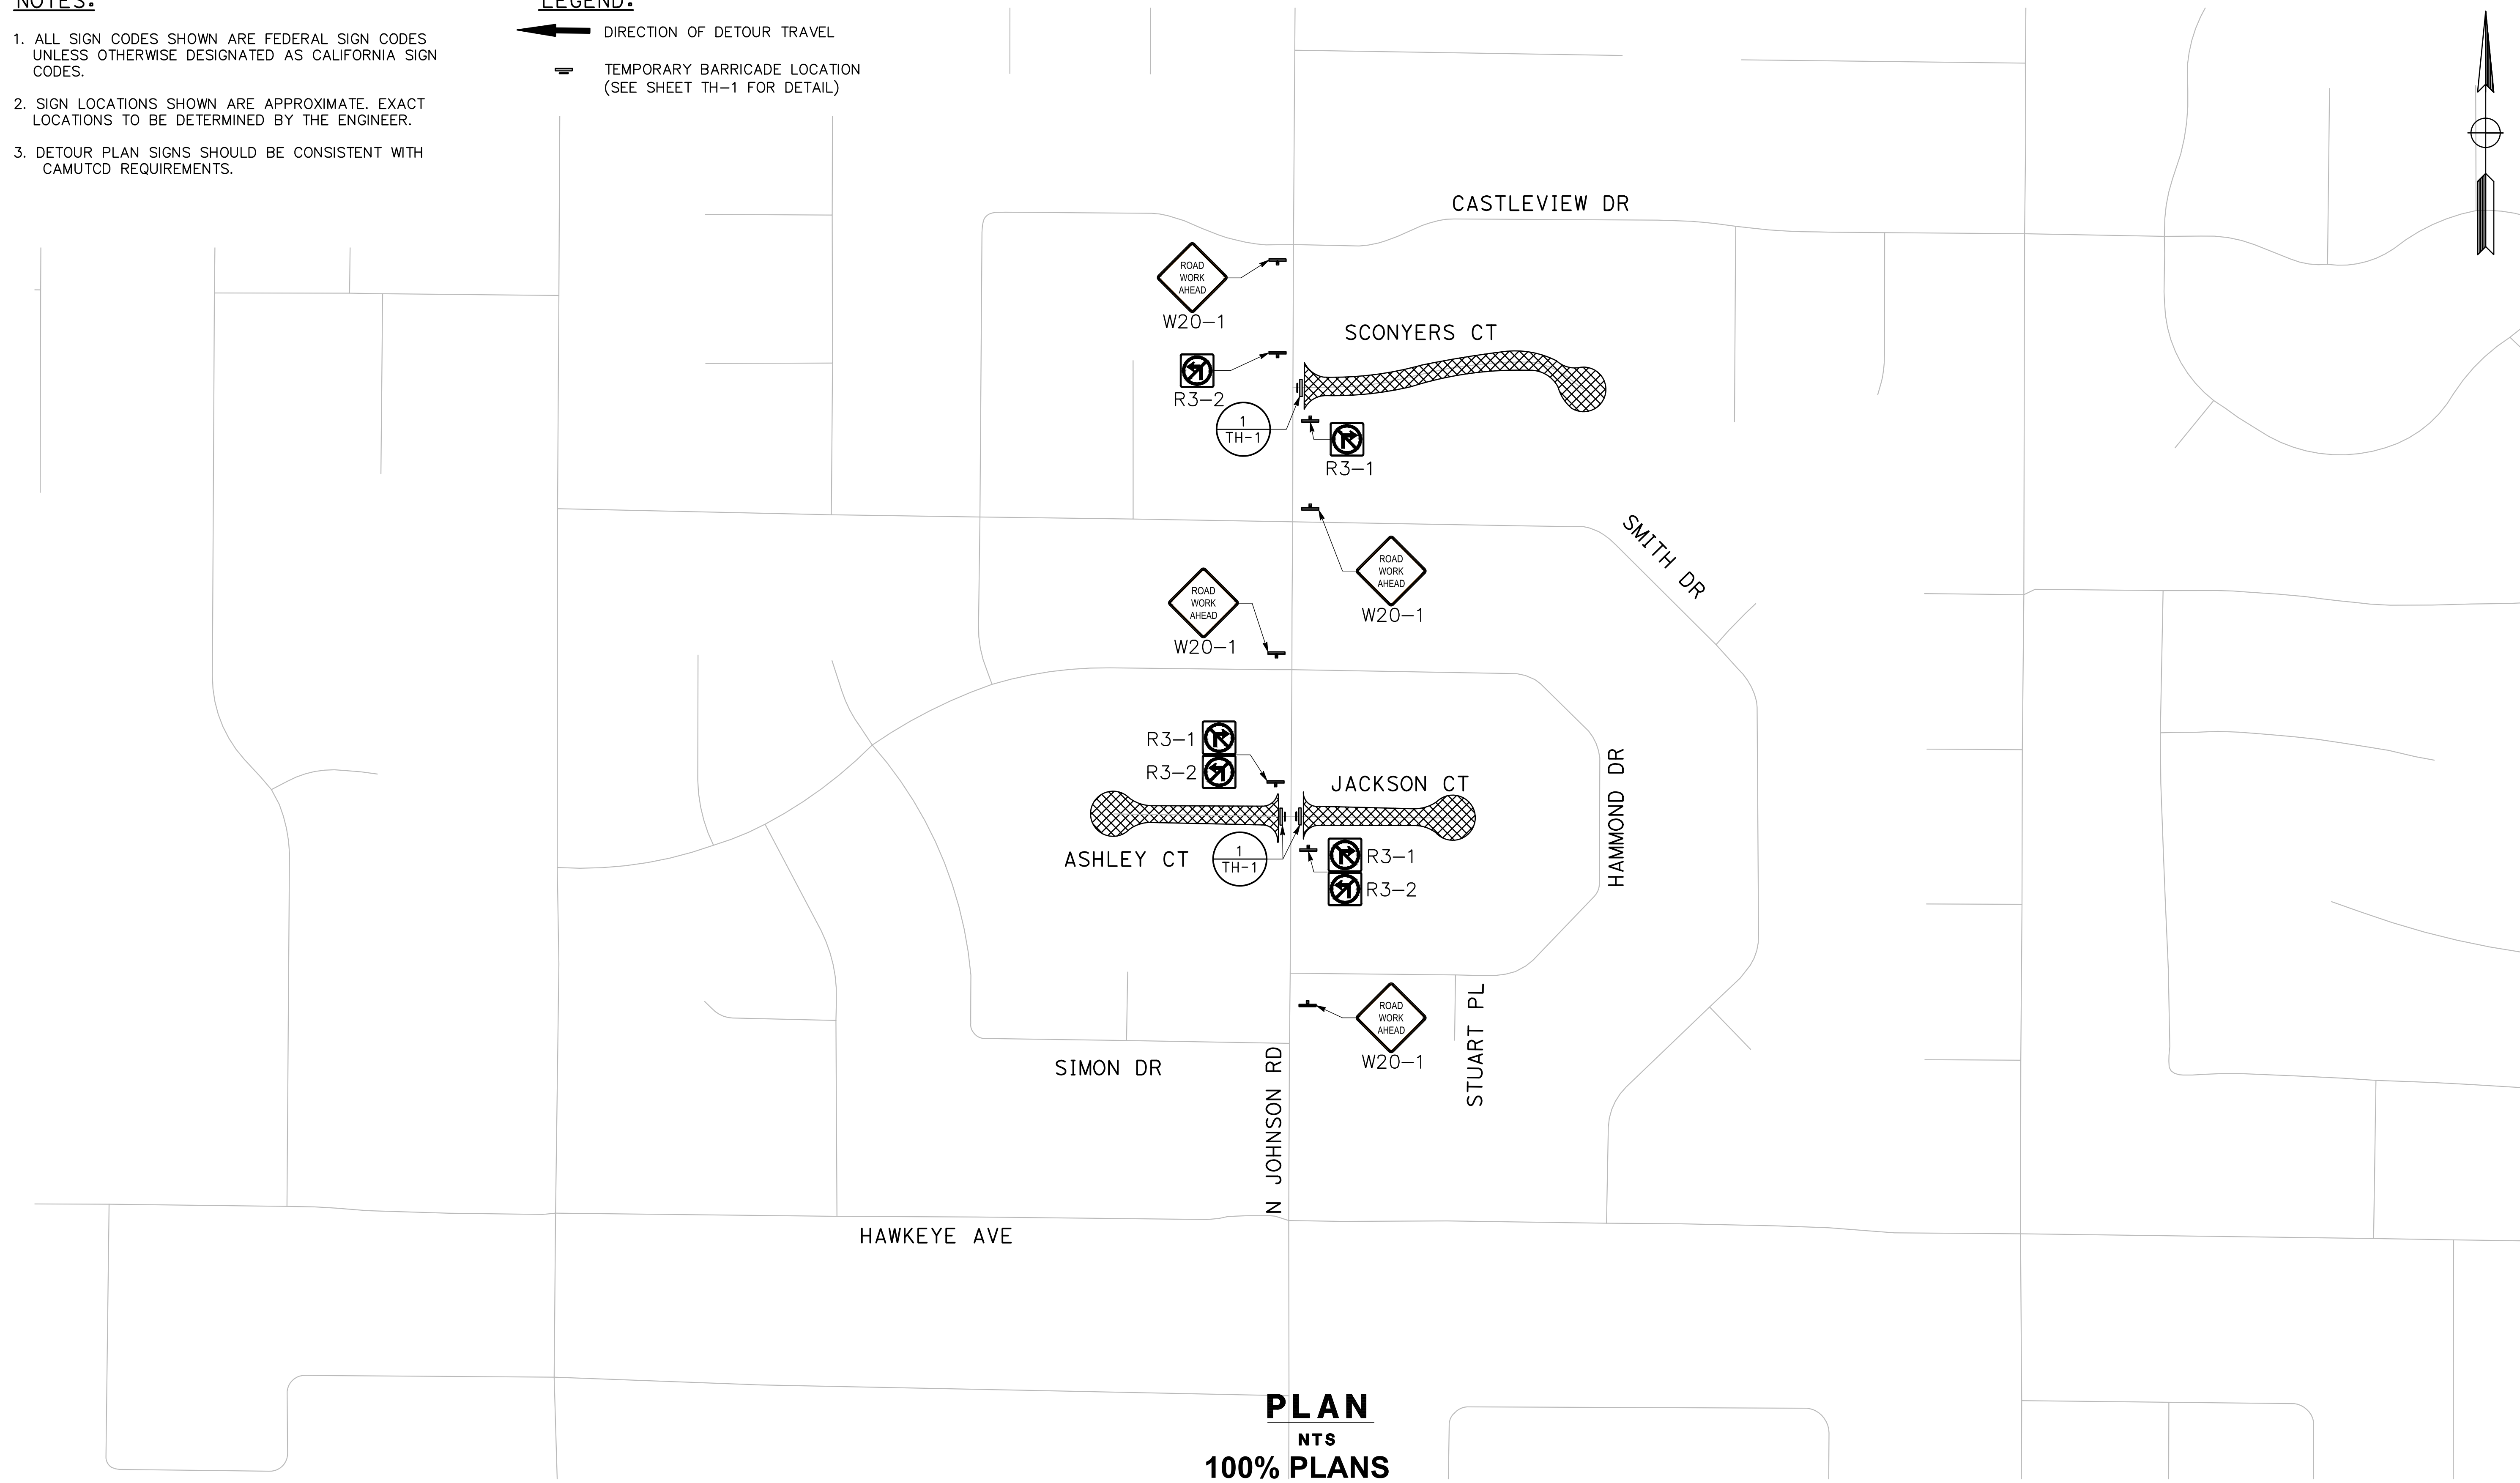 NOTES:
1. ALL SIGN CODES SHOWN ARE FEDERAL SIGN CODES
UNLESS OTHERWISE DESIGNATED AS CALIFORNIA SIGN
CODES.
2. SIGN LOCATIONS SHOWN ARE APPROXIMATE. EXACT
LOCATIONS TO BE DETERMINED BY THE ENGINEER.
3. DETOUR PLAN SIGNS SHOULD BE CONSISTENT WITH
CAMUTCD REQUIREMENTS.
LEGEND:
DIRECTION OF DETOUR TRAVEL
TEMPORARY BARRICADE LOCATION
(SEE SHEET TH-1 FOR DETAIL)
CASTLEVIEW DR
ROAD
WORK
AHEAD
W20-1
SCONYERS CT
R3-2
1
TH-1
R3-1
SMITH DR
ROAD
WORK
AHEAD
W20-1
ROAD
WORK
AHEAD
W20-1
R3-1
R3-2
JACKSON CT
HAMMOND DR
ASHLEY CT
1
TH-1
R3-1
R3-2
ROAD
WORK
AHEAD
W20-1
STUART PL
SIMON DR
N JOHNSON RD
HAWKEYE AVE
PLAN
NTS
100% PLANS